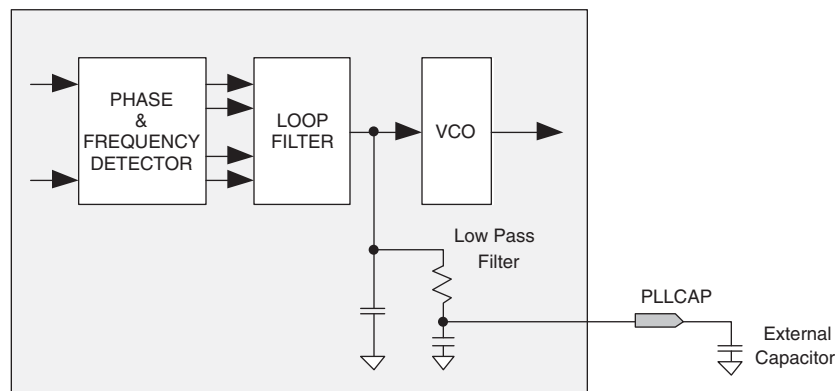 PHASE
&
FREQUENCY
DETECTOR
LOOP
FILTER
VCO
Low Pass
Filter
PLLCAP
External
Capacitor